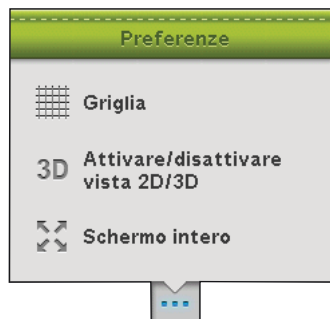 Preferenze
Griglia
3D
Attivare/disattivare
vista 2D/3D
Schermo intero